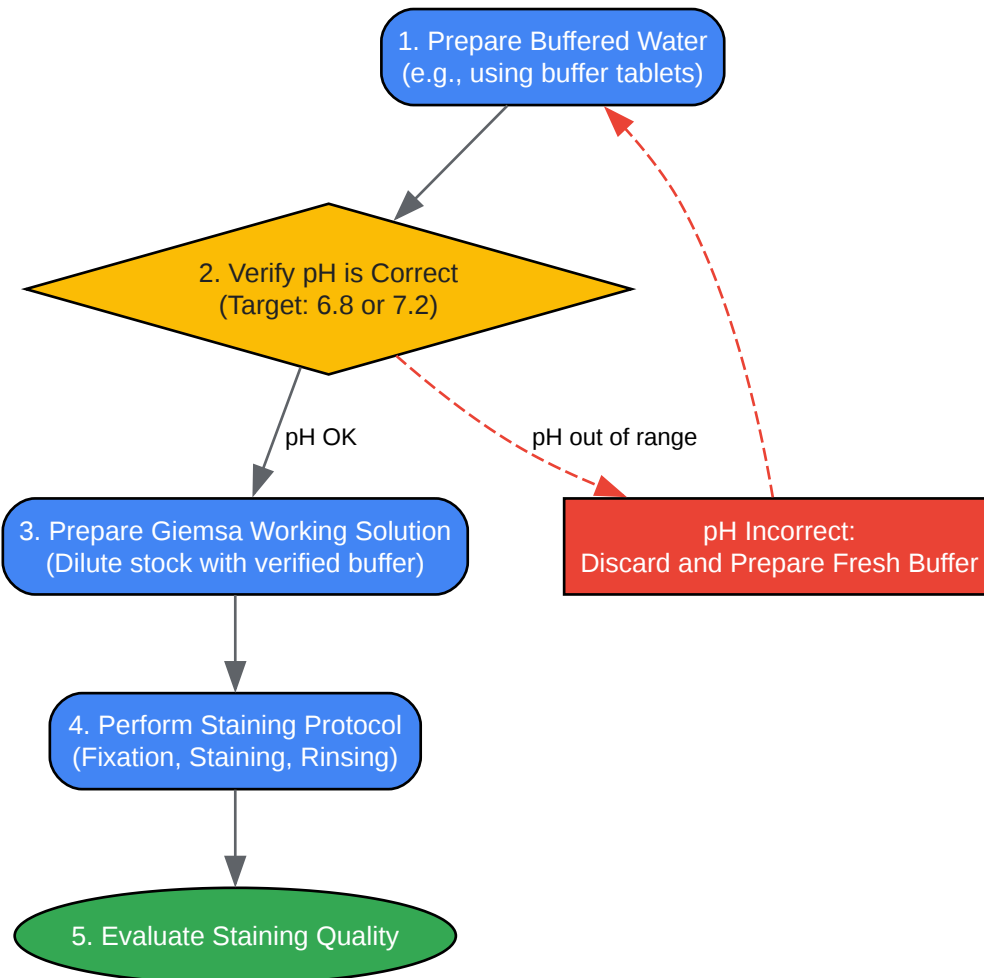 1. Prepare Buffered Water
(e.g., using buffer tablets)
2. Verify pH is Correct
(Target: 6.8 or 7.2)
pH OK
pH out of range
3. Prepare Giemsa Working Solution
(Dilute stock with verified buffer)
pH Incorrect:
Discard and Prepare Fresh Buffer
4. Perform Staining Protocol
(Fixation, Staining, Rinsing)
5. Evaluate Staining Quality